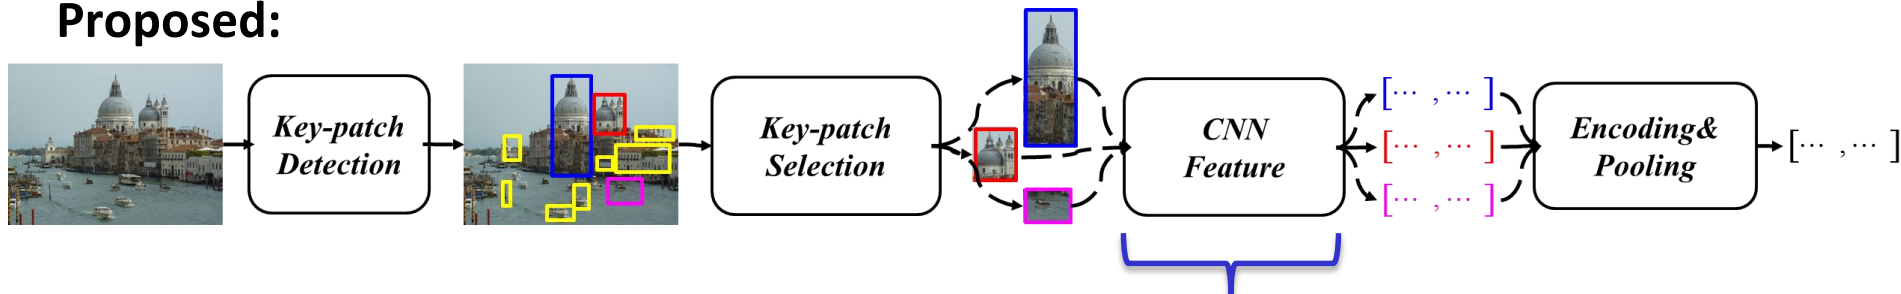 Proposed:
Key-patch
Detection
Key-patch
Selection
CNN
Feature
[··· , ···]
[··· , ···]
[··· , ···]
Encoding&
Pooling
[··· , ···]